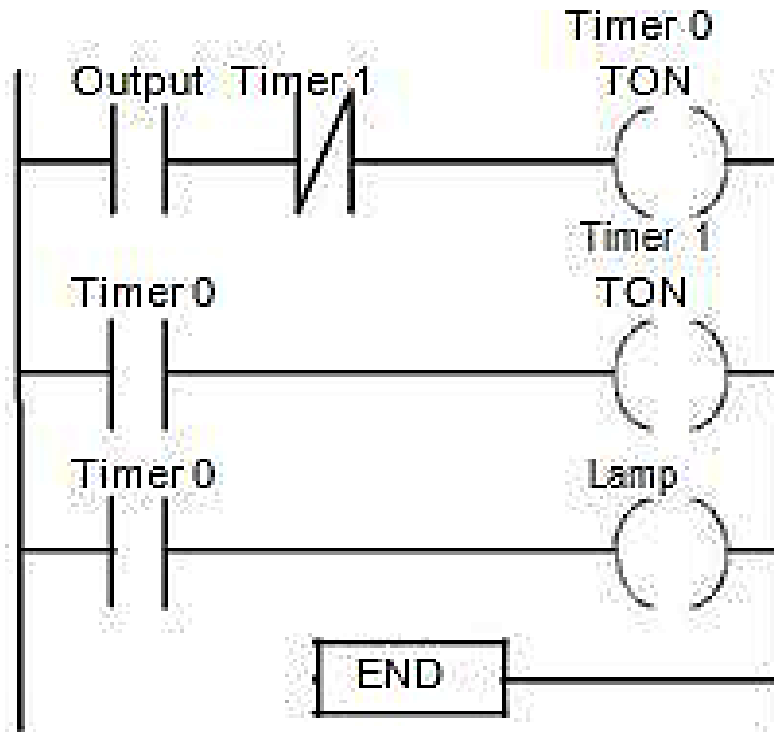 Timer 0
Output Timer 1 TON
Timer 1
Timer 0 TON
Timer 0 Lamp
END